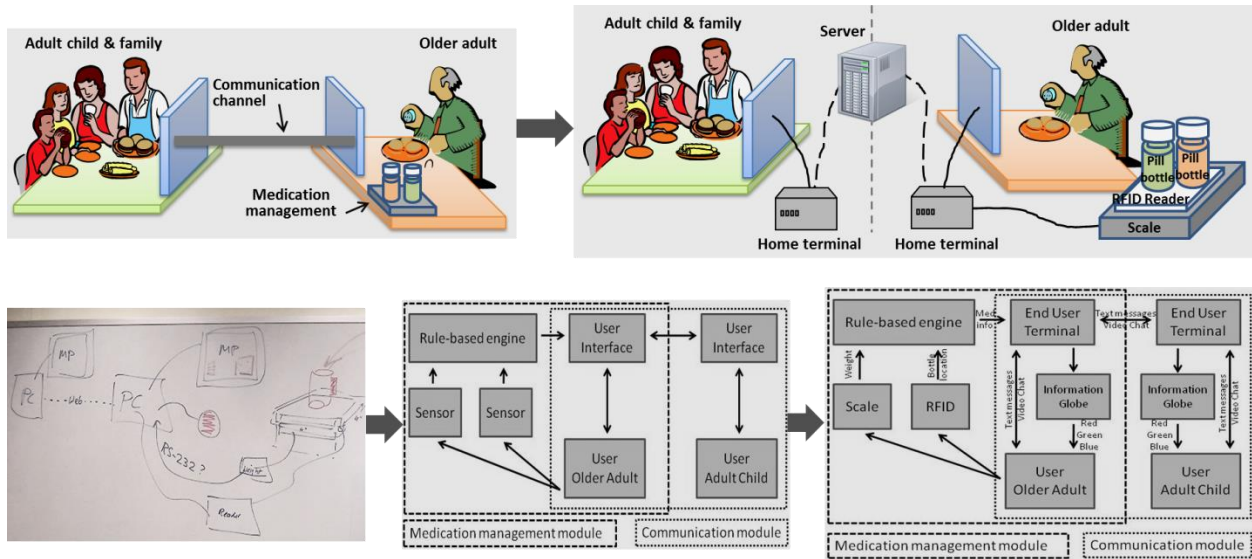 Adult child & family
Older adult
Communication
channel
Medication
management
Adult child & family
Server
Older adult
Pill
bottle
Pill
bottle
RFID Reader
Scale
Home terminal
Home terminal
MP
MP
PC
Web
PC
RS-232?
Weight
Reader
Rule-based engine
User
Interface
User
Interface
Sensor
Sensor
User
Older Adult
User
Adult Child
Medication management module
Communication module
Rule-based engine
Med
info
End User
Terminal
Text messages
Video Chat
End User
Terminal
Weight
Bottle
location
Scale
RFID
Text messages
Video Chat
Information
Globe
Information
Globe
Text messages
Video Chat
Red
Green
Blue
Red
Green
Blue
User
Older Adult
User
Adult Child
Medication management module
Communication module